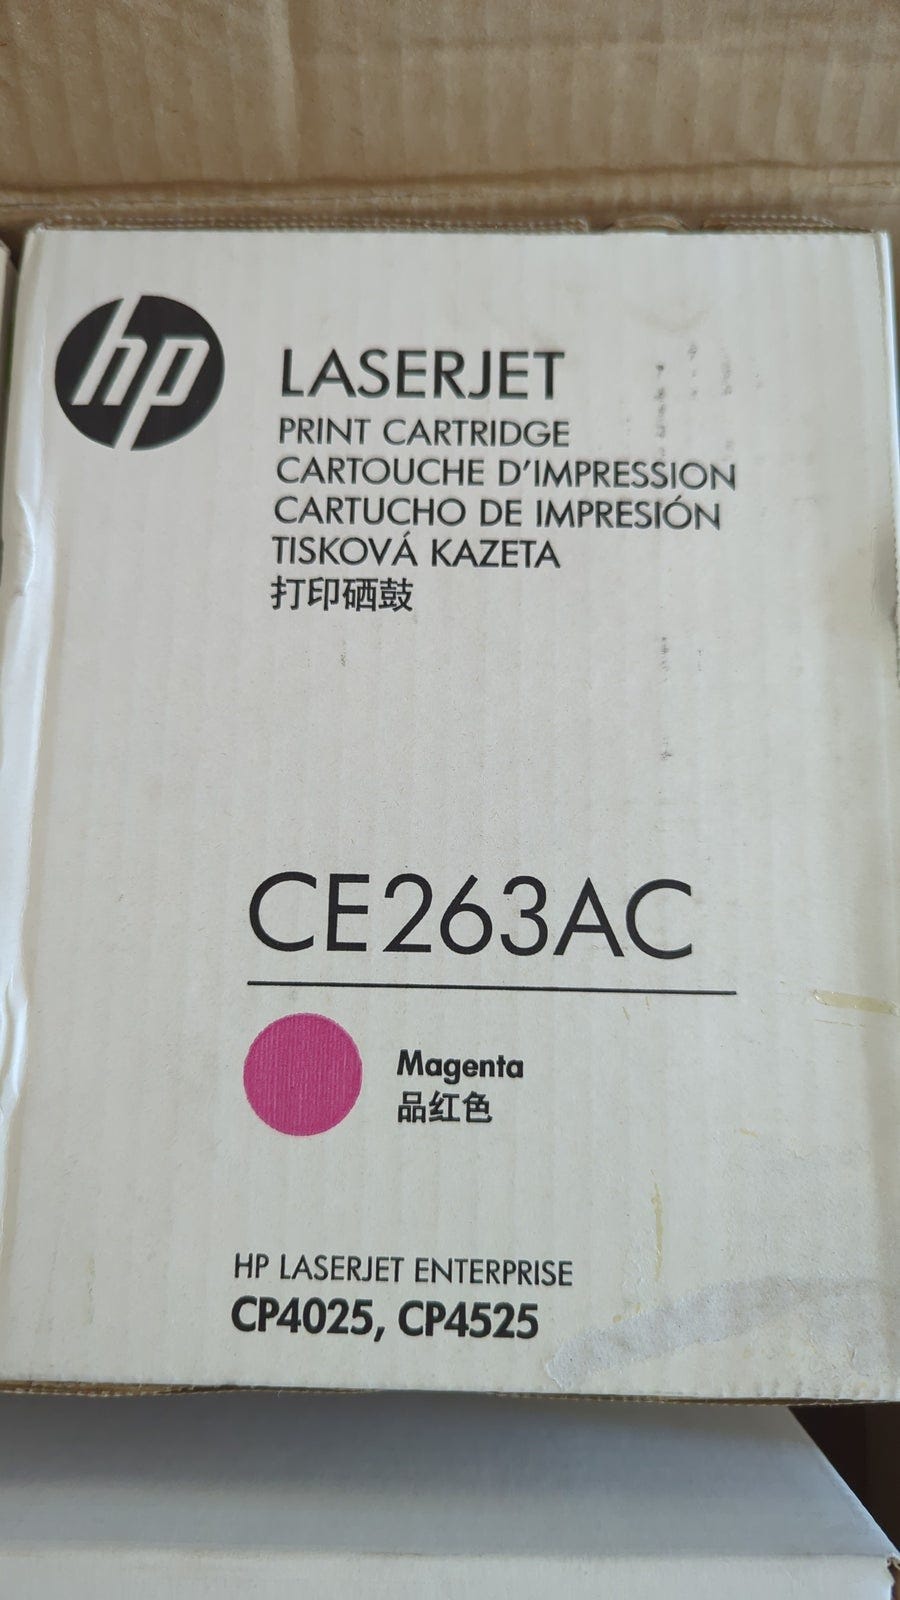 hp
LASERJET
PRINT CARTRIDGE
CARTOUCHE D'IMPRESSION
CARTUCHO DE IMPRESIÓN
TISKOVÁ KAZETA
打印硒鼓
CE263AC
Magenta
品红色
HP LASERJET ENTERPRISE
CP4025, CP4525